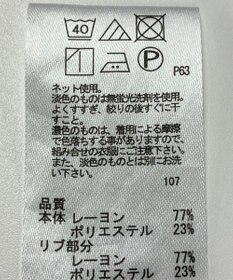 40
P
P63
ネット使用。
淡色のものは無蛍光洗剤を使用。
よくすすぎ、絞りの後すぐに干
すこと。
濃色のものは、着用による摩擦
で色落ちする事がありますので、
組み合せの衣服にご注意下さい。
また、淡色のものとは別にお洗
い下さい。
107
品質
本体 レーヨン 77%
ポリエステル 23%
リブ部分
レーヨン 77%
ポリエステル 23%